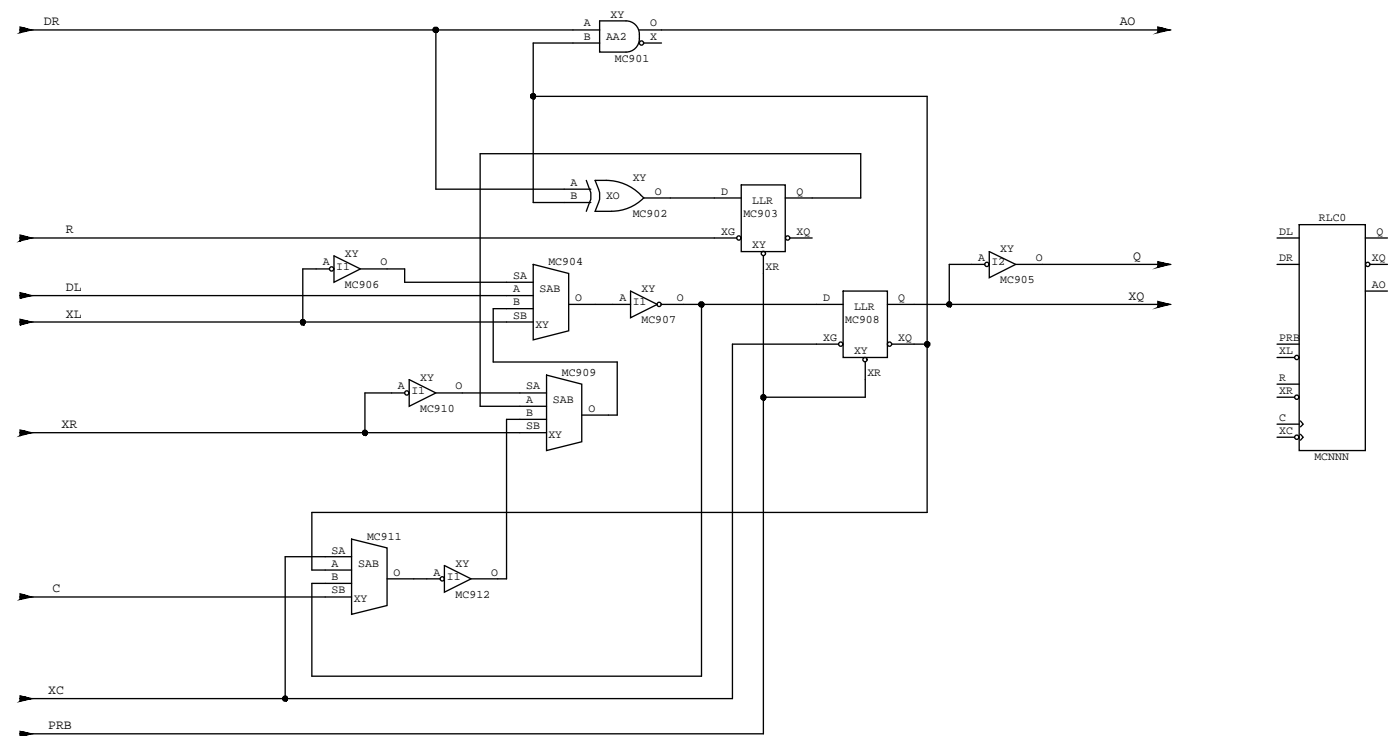 DR
XY
A
O
B
AA2
X
MC901
AO
XY
A
B
XO
O
MC902
D
LLR
Q
MC903
XG
XY
XQ
XR
R
XY
A
I1
O
MC906
MC904
SA
A
SAB
B
SB
XY
O
DL
XL
XY
A
I1
O
MC907
D
LLR
Q
MC908
XG
XY
XQ
XR
XY
A
I2
O
MC905
Q
XQ
XY
A
I1
O
MC910
MC909
SA
A
SAB
B
SB
XY
O
XR
MC911
SA
A
SAB
B
SB
XY
O
XY
A
I1
O
MC912
C
XC
PRB
RLC0
DL
DR
PRB
XL
R
XR
C
XC
Q
XQ
AO
MCNNN